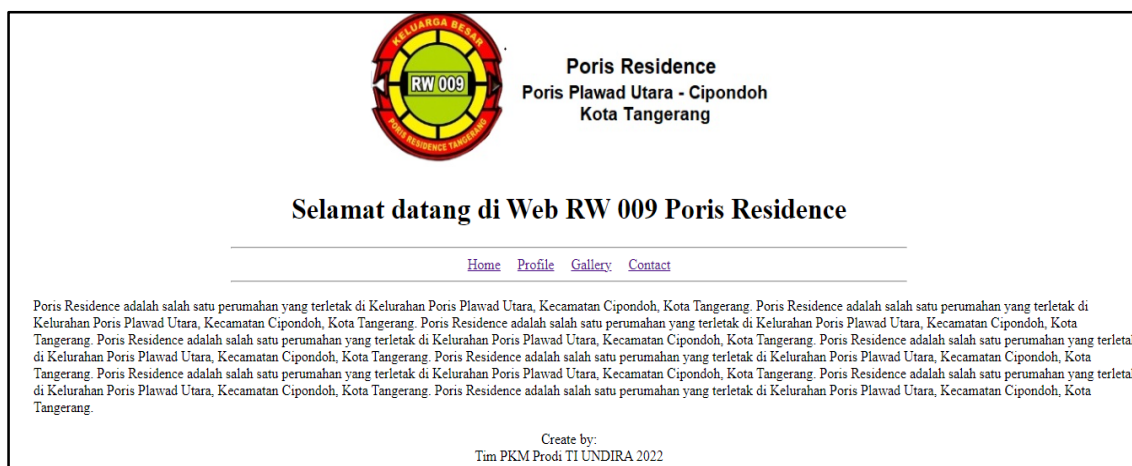 KELUARGA BESAR
RW 009
PORIS RESIDENCE TANGERANG
Poris Residence
Poris Plawad Utara - Cipondoh
Kota Tangerang
Selamat datang di Web RW 009 Poris Residence
Home Profile Gallery Contact
Poris Residence adalah salah satu perumahan yang terletak di Kelurahan Poris Plawad Utara, Kecamatan Cipondoh, Kota Tangerang. Poris Residence adalah salah satu perumahan yang terletak di
Kelurahan Poris Plawad Utara, Kecamatan Cipondoh, Kota Tangerang. Poris Residence adalah salah satu perumahan yang terletak di Kelurahan Poris Plawad Utara, Kecamatan Cipondoh, Kota
Tangerang. Poris Residence adalah salah satu perumahan yang terletak di Kelurahan Poris Plawad Utara, Kecamatan Cipondoh, Kota Tangerang. Poris Residence adalah salah satu perumahan yang terletak
di Kelurahan Poris Plawad Utara, Kecamatan Cipondoh, Kota Tangerang. Poris Residence adalah salah satu perumahan yang terletak di Kelurahan Poris Plawad Utara, Kecamatan Cipondoh, Kota
Tangerang. Poris Residence adalah salah satu perumahan yang terletak di Kelurahan Poris Plawad Utara, Kecamatan Cipondoh, Kota Tangerang. Poris Residence adalah salah satu perumahan yang terletak
di Kelurahan Poris Plawad Utara, Kecamatan Cipondoh, Kota Tangerang. Poris Residence adalah salah satu perumahan yang terletak di Kelurahan Poris Plawad Utara, Kecamatan Cipondoh, Kota
Tangerang.
Create by:
Tim PKM Prodi TI UNDIRA 2022